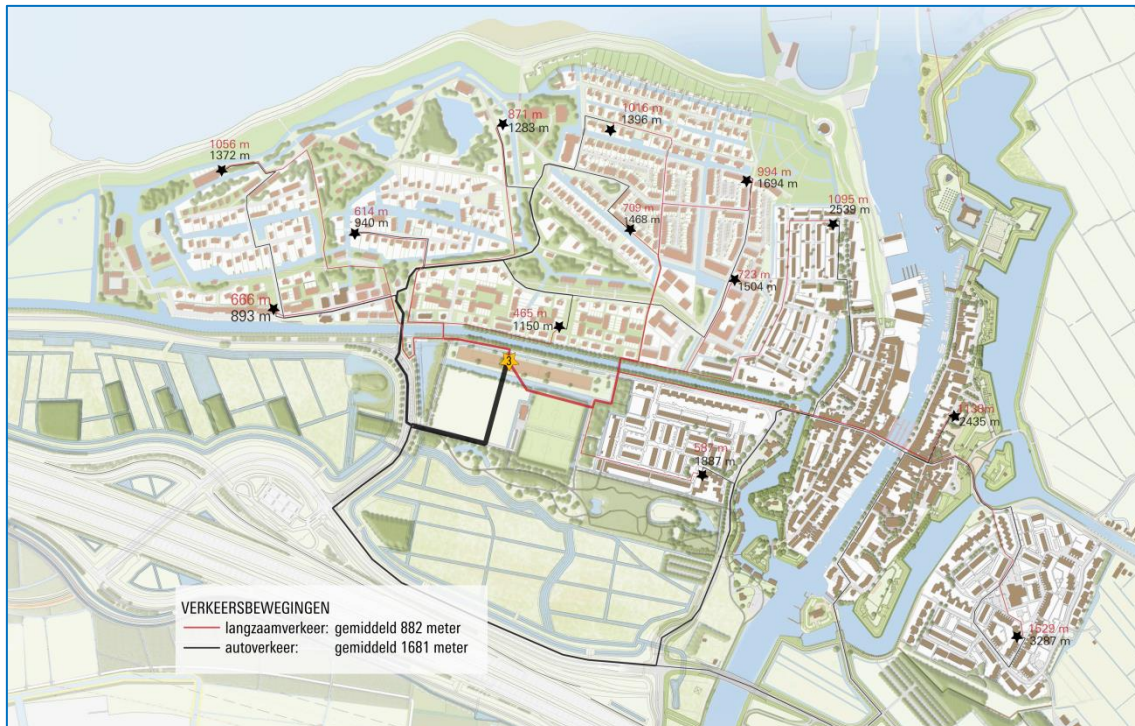 871 m
1283 m
1016 m
1396 m
1056 m
1372 m
994 m
1694 m
1095 m
2539 m
614 m
940 m
709 m
1468 m
723 m
1504 m
666 m
893 m
465 m
1150 m
3
2435 m
587 m
1887 m
3287 m
VERKEERSBEWEGINGEN
langzaamverkeer: gemiddeld 882 meter
autoverkeer: gemiddeld 1681 meter